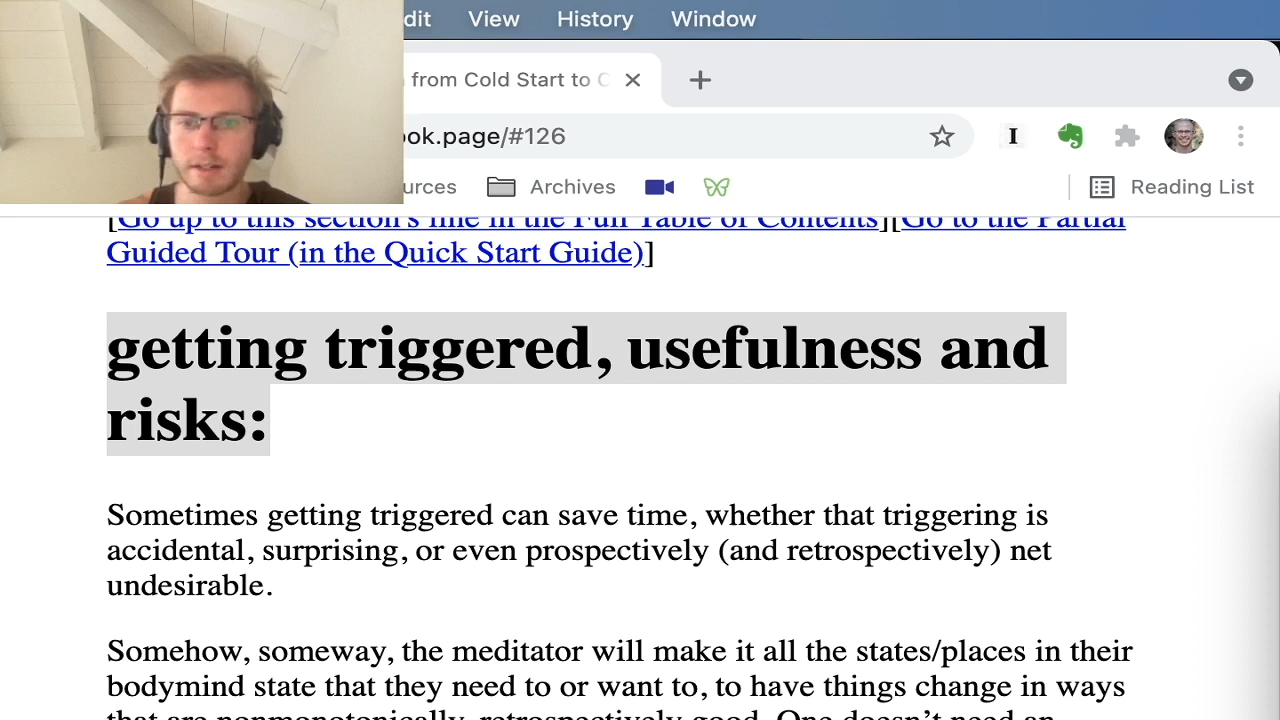 dit View History Window
from Cold Start to C
ook.page/#126
urces Archives Reading List
[Go up to this section's line in the Full Table of Contents][Go to the Partial
Guided Tour (in the Quick Start Guide)]
getting triggered, usefulness and
risks:
Sometimes getting triggered can save time, whether that triggering is
accidental, surprising, or even prospectively (and retrospectively) net
undesirable.
Somehow, someway, the meditator will make it all the states/places in their
bodymind state that they need to or want to, to have things change in ways
that are nonmonotonically, retrospectively good. One doesn't need an